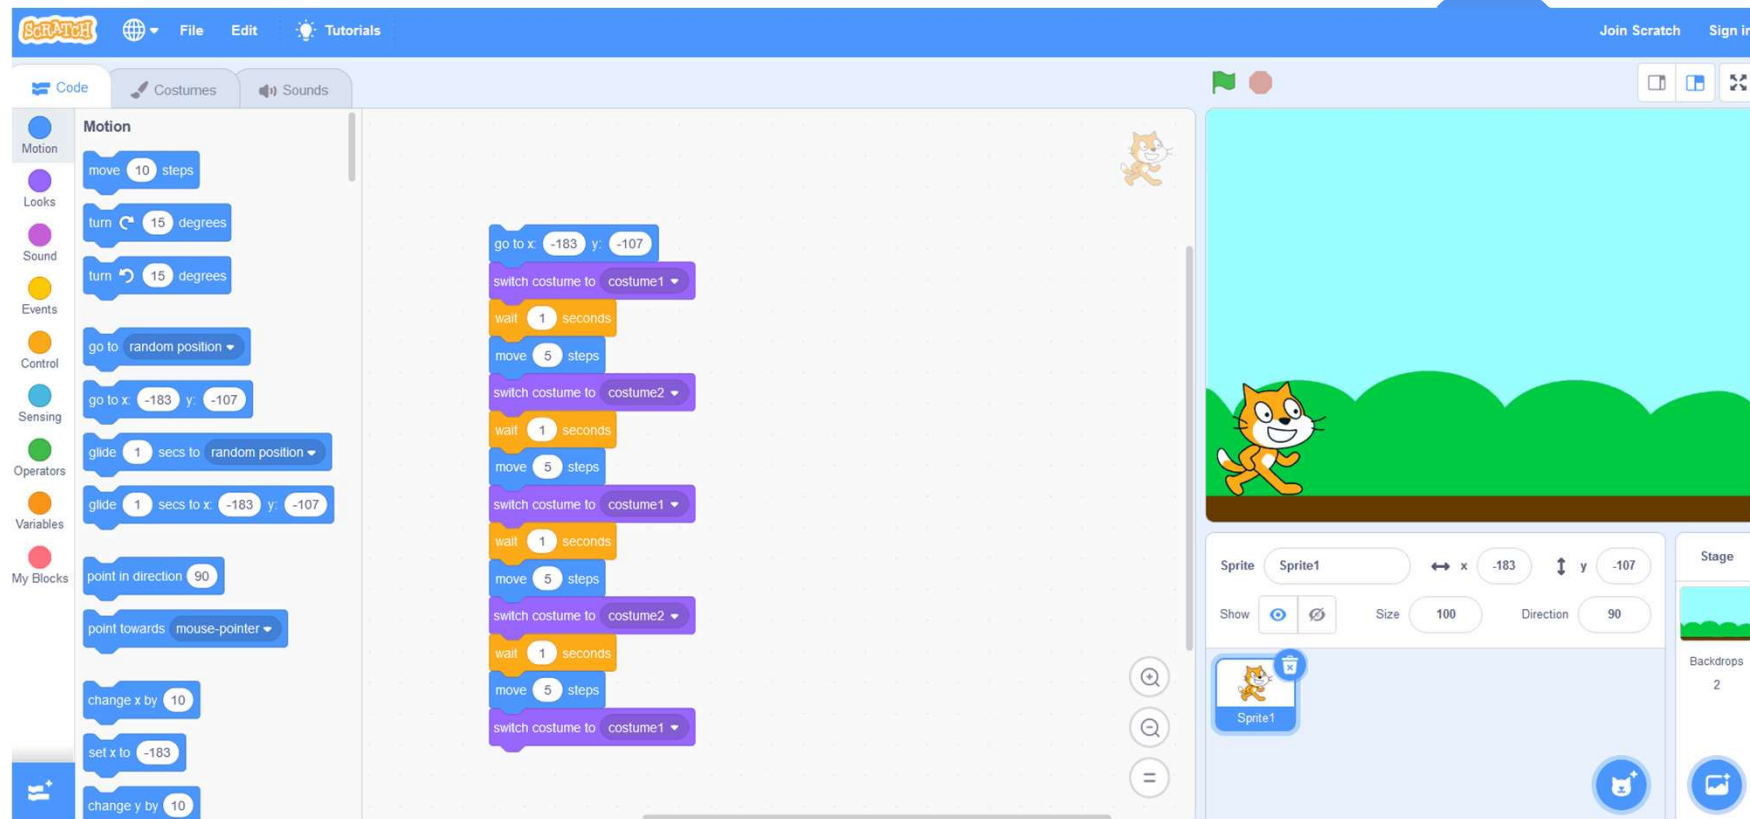 SCRATCH File Edit Tutorials Join Scratch
Code Costumes Sounds
Motion
Looks
Sound
Events
Control
Sensing
Operators
Variables
My Blocks
Motion
move 10 steps
turn 15 degrees
turn 15 degrees
go to random position
go to x: -183 y: -107
glide 1 secs to random position
glide 1 secs to x: -183 y: -107
point in direction 90
point towards mouse-pointer
change x by 10
set x to -183
change y by 10
go to x: -183 y: -107
switch costume to costume1
wait 1 seconds
move 5 steps
switch costume to costume2
wait 1 seconds
move 5 steps
switch costume to costume1
wait 1 seconds
move 5 steps
switch costume to costume2
wait 1 seconds
move 5 steps
switch costume to costume1
Sprite Sprite1 x -183 y -107
Show Size 100 Direction 90
Sprite1
Stage
Backdrops
2